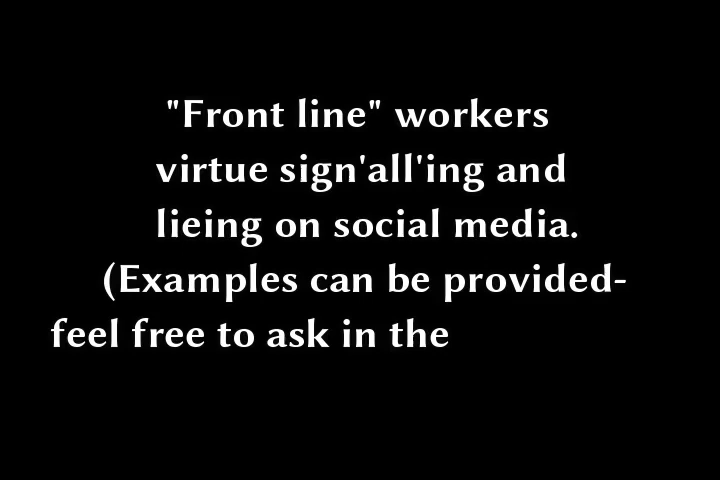 "Front line" workers
virtue sign'all'ing and
lieing on social media.
(Examples can be provided-
feel free to ask in the